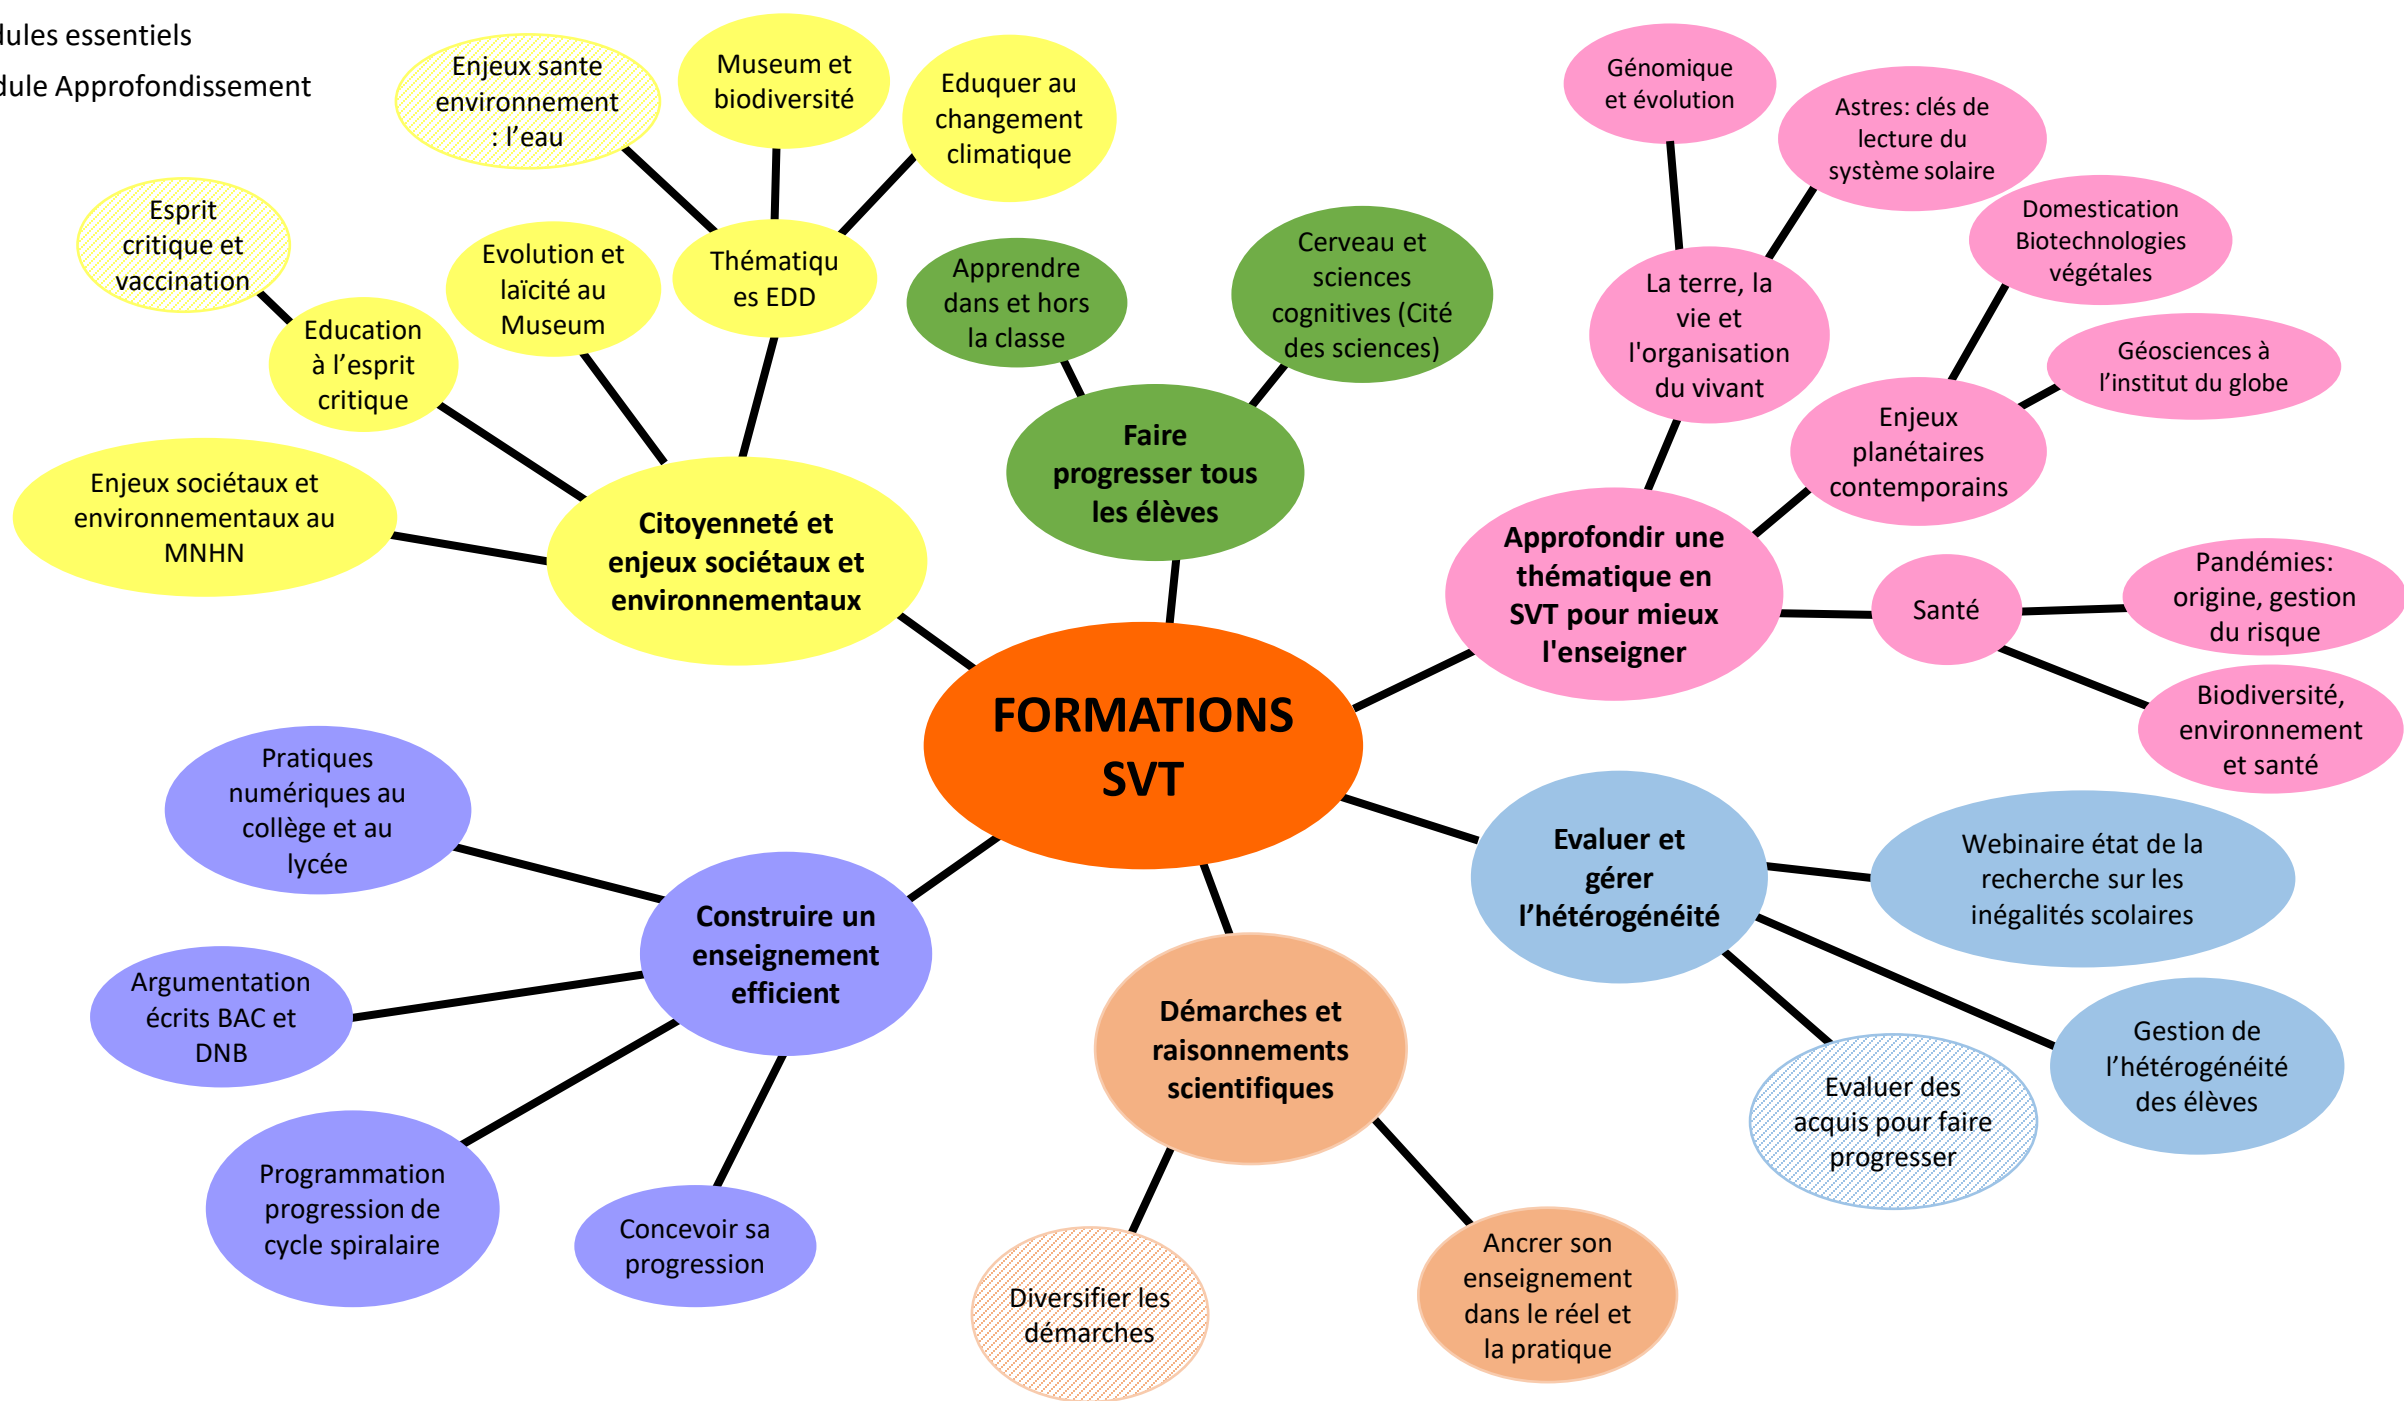 dules essentiels
dule Approfondissement
Enjeux sante
environnement
: l’eau
Museum et
biodiversité
Eduquer au
changement
climatique
Esprit
critique et
vaccination
Evolution et
laïcité au
Museum
Thématiqu
es EDD
Education
à l’esprit
critique
Enjeux sociétaux et
environnementaux au
MNHN
Citoyenneté et
enjeux sociétaux et
environnementaux
Apprendre
dans et hors
la classe
Cerveau et
sciences
cognitives (Cité
des sciences)
Faire
progresser tous
les élèves
Génomique
et évolution
Astres: clés de
lecture du
système solaire
Domestication
Biotechnologies
végétales
La terre, la
vie et
l'organisation
du vivant
Géosciences à
l’institut du globe
Enjeux
planétaires
contemporains
Approfondir une
thématique en
SVT pour mieux
l'enseigner
Santé
Pandémies:
origine, gestion
du risque
Biodiversité,
environnement
et santé
FORMATIONS
SVT
Pratiques
numériques au
collège et au
lycée
Construire un
enseignement
efficient
Argumentation
écrits BAC et
DNB
Programmation
progression de
cycle spiralaire
Concevoir sa
progression
Démarches et
raisonnements
scientifiques
Diversifier les
démarches
Ancrer son
enseignement
dans le réel et
la pratique
Evaluer et
gérer
l’hétérogénéité
Webinaire état de la
recherche sur les
inégalités scolaires
Gestion de
l’hétérogénéité
des élèves
Evaluer des
acquis pour faire
progresser